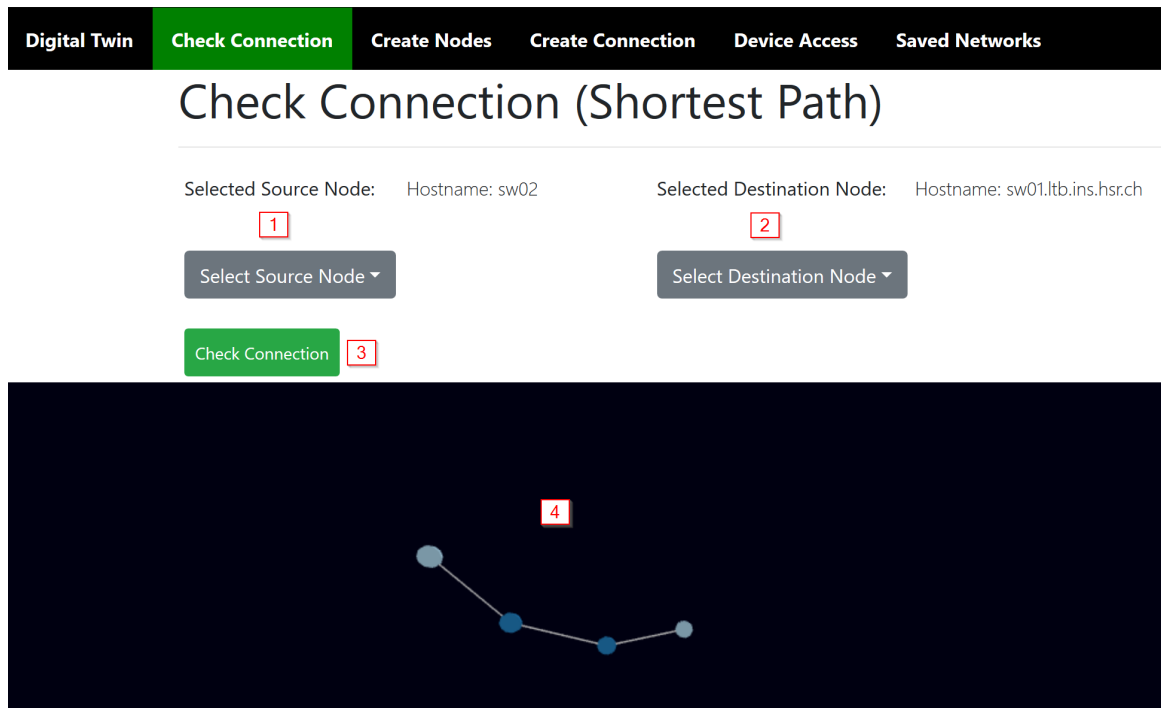 Digital Twin Check Connection Create Nodes Create Connection Device Access Saved Networks
Check Connection (Shortest Path)
Selected Source Node: Hostname: sw02 Selected Destination Node: Hostname: sw01.ltb.ins.hsr.ch
1 2
Select Source Node Select Destination Node
Check Connection 3
4